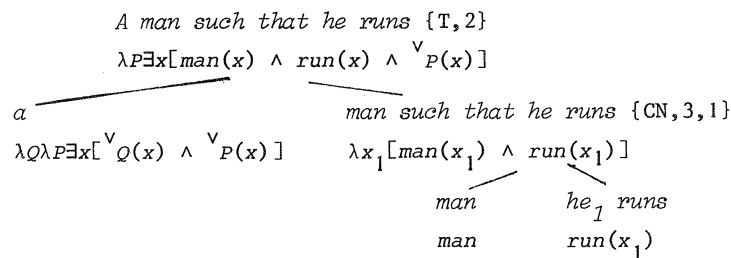 A man such that he runs {T,2}
λP∃x[man(x) ∧ run(x) ∧ ˅P(x)]
a man such that he runs {CN,3,1}
λQλP∃x[˅Q(x) ∧ ˅P(x)] λx₁[man(x₁) ∧ run(x₁)]
man he₁ runs
man run(x₁)